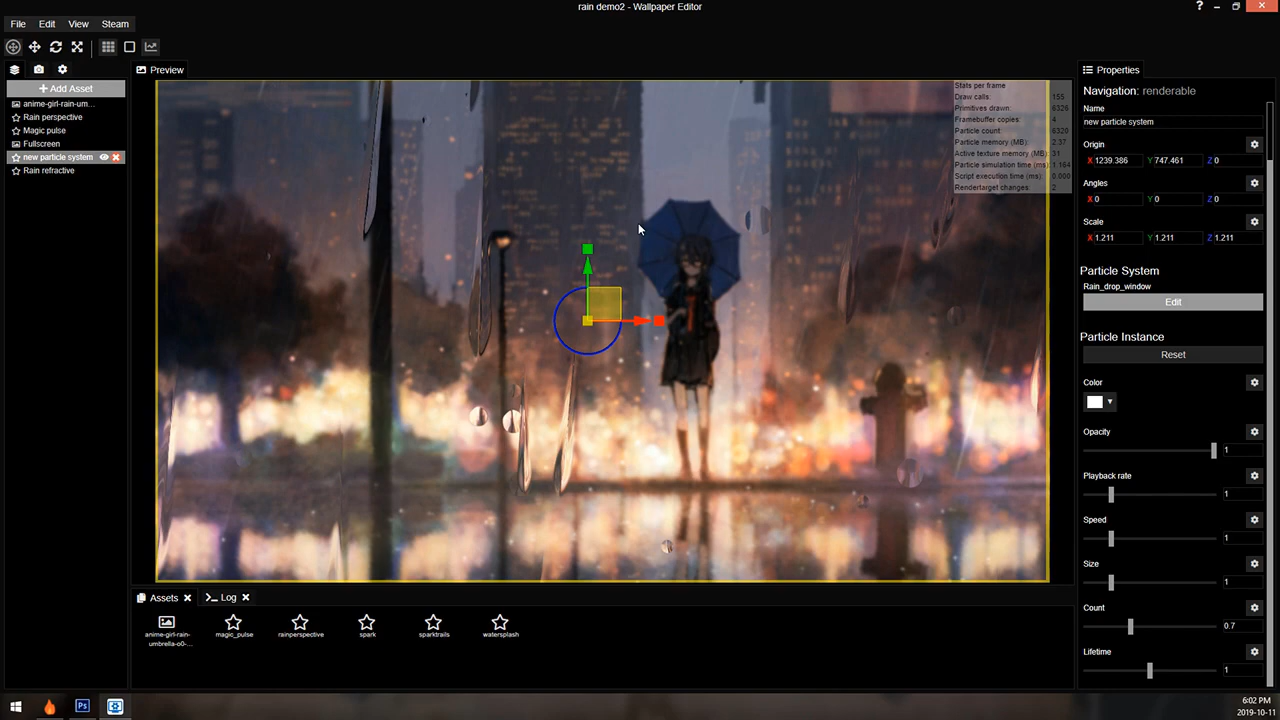 rain demo2 - Wallpaper Editor
?
File Edit View Steam
Preview
Properties
+ Add Asset
anime-girl-rain-um...
Rain perspective
Magic pulse
Fullscreen
new particle system
Rain refractive
Stats per frame
Draw calls: 155
Primitives drawn: 6326
Framebuffer copies: 4
Particle count: 6320
Particle memory (MB): 2.37
Active texture memory (MB): 31
Particle simulation time (ms): 1.164
Script execution time (ms): 0.000
Rendertarget changes: 2
Navigation: renderable
Name
new particle system
Origin
X 1239.386 Y 747.461 Z 0
Angles
X 0 Y 0 Z 0
Scale
X 1.211 Y 1.211 Z 1.211
Particle System
Rain_drop_window
Edit
Particle Instance
Reset
Color
Opacity
1
Playback rate
1
Speed
1
Size
1
Count
0.7
Lifetime
1
Assets Log
anime-girl-rain-
umbrella-o0-...
magic_pulse
rainperspective
spark
sparktrails
watersplash
Ps
6:02 PM
2019-10-11